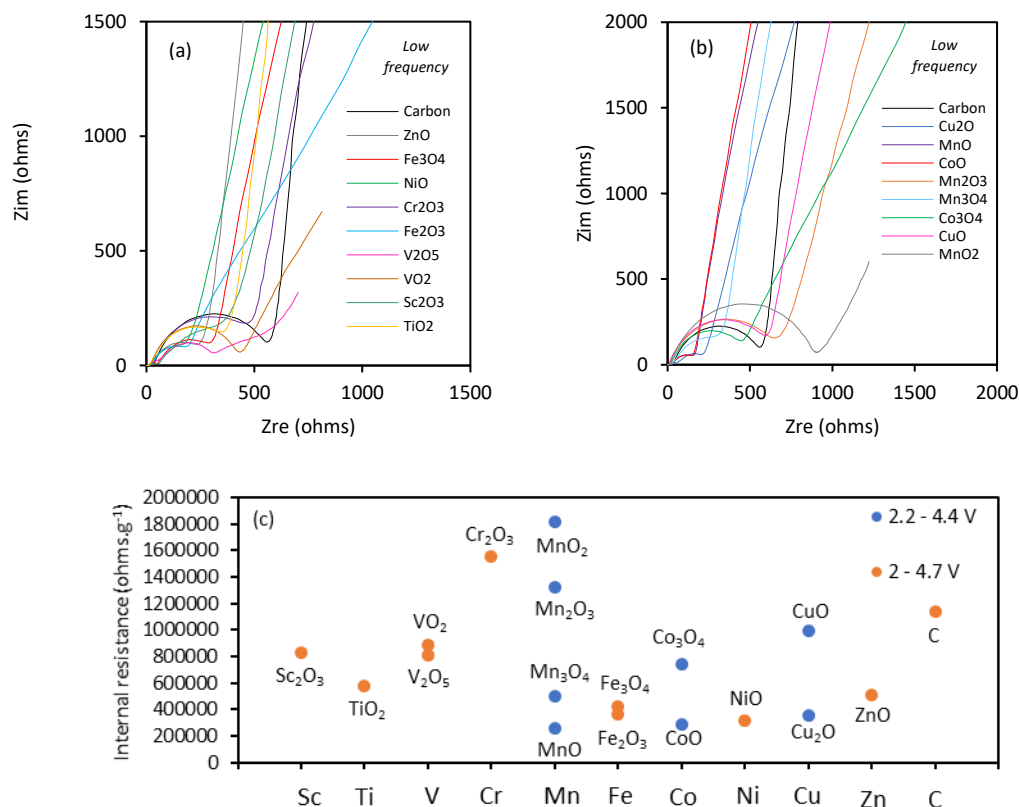 (a)
Low
frequency
Zim (ohms)
1500
1000
500
0
0
500
1000
1500
Zre (ohms)
Carbon
ZnO
Fe3O4
NiO
Cr2O3
Fe2O3
V2O5
VO2
Sc2O3
TiO2
(b)
Low
frequency
Zim (ohms)
2000
1500
1000
500
0
0
500
1000
1500
2000
Zre (ohms)
Carbon
Cu2O
MnO
CoO
Mn2O3
Mn3O4
Co3O4
CuO
MnO2
(c)
Internal resistance (ohms.g⁻¹)
2000000
1800000
1600000
1400000
1200000
1000000
800000
600000
400000
200000
0
2.2 - 4.4 V
2 - 4.7 V
Sc₂O₃
TiO₂
VO₂
V₂O₅
Cr₂O₃
MnO₂
Mn₂O₃
Mn₃O₄
MnO
Fe₃O₄
Fe₂O₃
Co₃O₄
CoO
NiO
CuO
Cu₂O
ZnO
C
Sc Ti V Cr Mn Fe Co Ni Cu Zn C